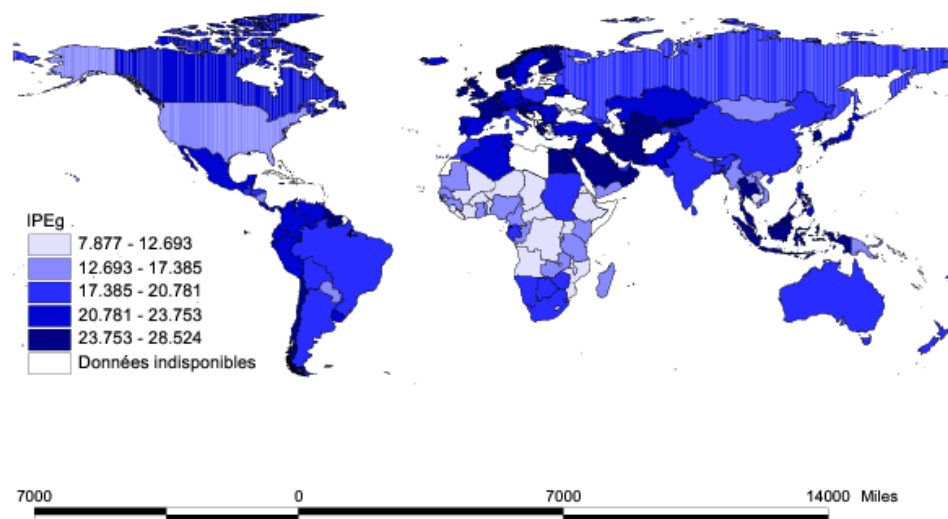 IPEg
7.877 - 12.693
12.693 - 17.385
17.385 - 20.781
20.781 - 23.753
23.753 - 28.524
Données indisponibles
7000 0 7000 14000 Miles